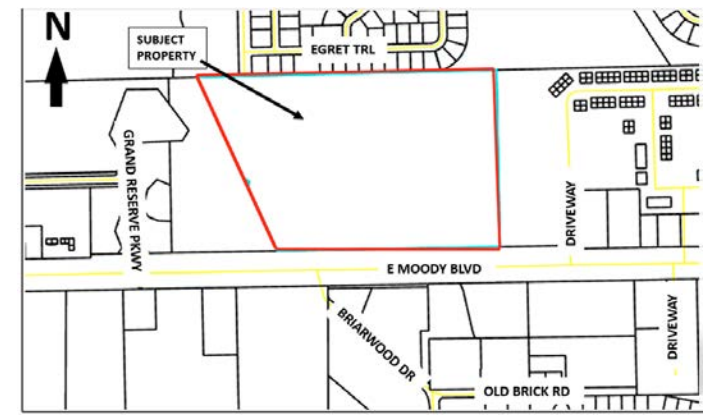 N
SUBJECT
PROPERTY
EGRET TRL
GRAND RESERVE PKWY
DRIVEWAY
E MOODY BLVD
BRIARWOOD DR
DRIVEWAY
OLD BRICK RD